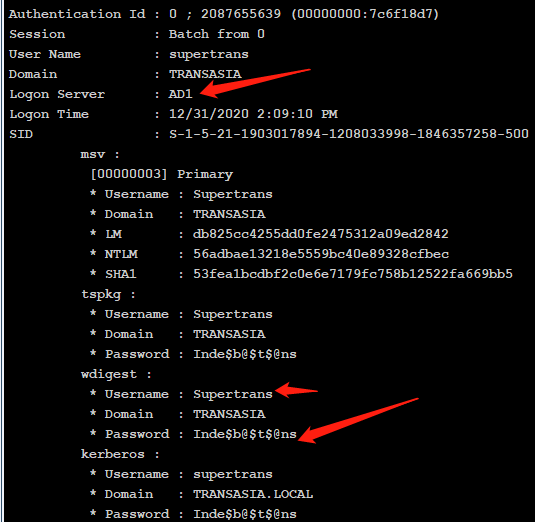 Authentication Id : 0 ; 2087655639 (00000000:7c6f18d7)
Session           : Batch from 0
User Name         : supertrans
Domain            : TRANSASIA
Logon Server      : AD1
Logon Time        : 12/31/2020 2:09:10 PM
SID               : S-1-5-21-1903017894-1208033998-1846357258-500
msv :
[00000003] Primary
* Username : Supertrans
* Domain   : TRANSASIA
* LM       : db825cc4255dd0fe2475312a09ed2842
* NTLM     : 56adbae13218e5559bc40e89328cfbec
* SHA1     : 53fea1bcdbf2c0e6e7179fc758b12522fa669bb5
tspkg :
* Username : Supertrans
* Domain   : TRANSASIA
* Password : Inde$b@$t$@ns
wdigest :
* Username : Supertrans
* Domain   : TRANSASIA
* Password : Inde$b@$t$@ns
kerberos :
* Username : supertrans
* Domain   : TRANSASIA.LOCAL
* Password : Inde$b@$t$@ns